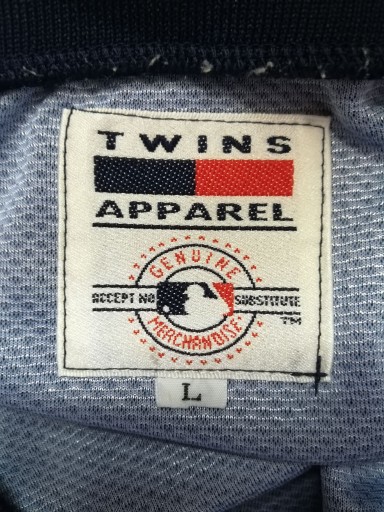 TWINS
APPAREL
GENUINE
ACCEPT NO SUBSTITUTE
MERCHANDISE
TM
L